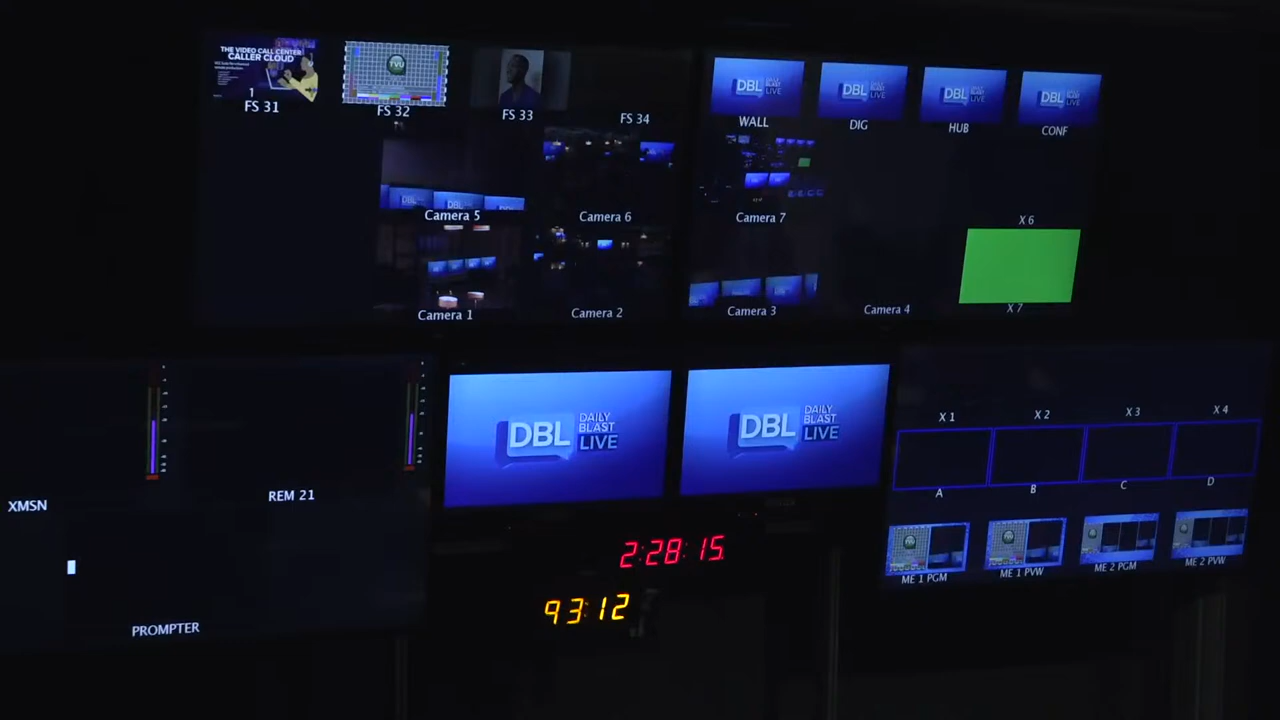 THE VIDEO CALL CENTER
CALLER CLOUD
1
FS 31
TVU
FS 32
FS 33
FS 34
DBL DAILY BLAST LIVE
WALL
DBL DAILY BLAST LIVE
DIG
DBL DAILY BLAST LIVE
HUB
DBL DAILY BLAST LIVE
CONF
DBL
DBL
Camera 5
Camera 6
Camera 7
X 6
Camera 1
Camera 2
Camera 3
Camera 4
X 7
XMSN
REM 21
PROMPTER
DBL
DAILY
BLAST
LIVE
DBL
DAILY
BLAST
LIVE
2:28:15
93:12
X 1
X 2
X 3
X 4
A
B
C
D
ME 1 PGM
ME 1 PVW
ME 2 PGM
ME 2 PVW